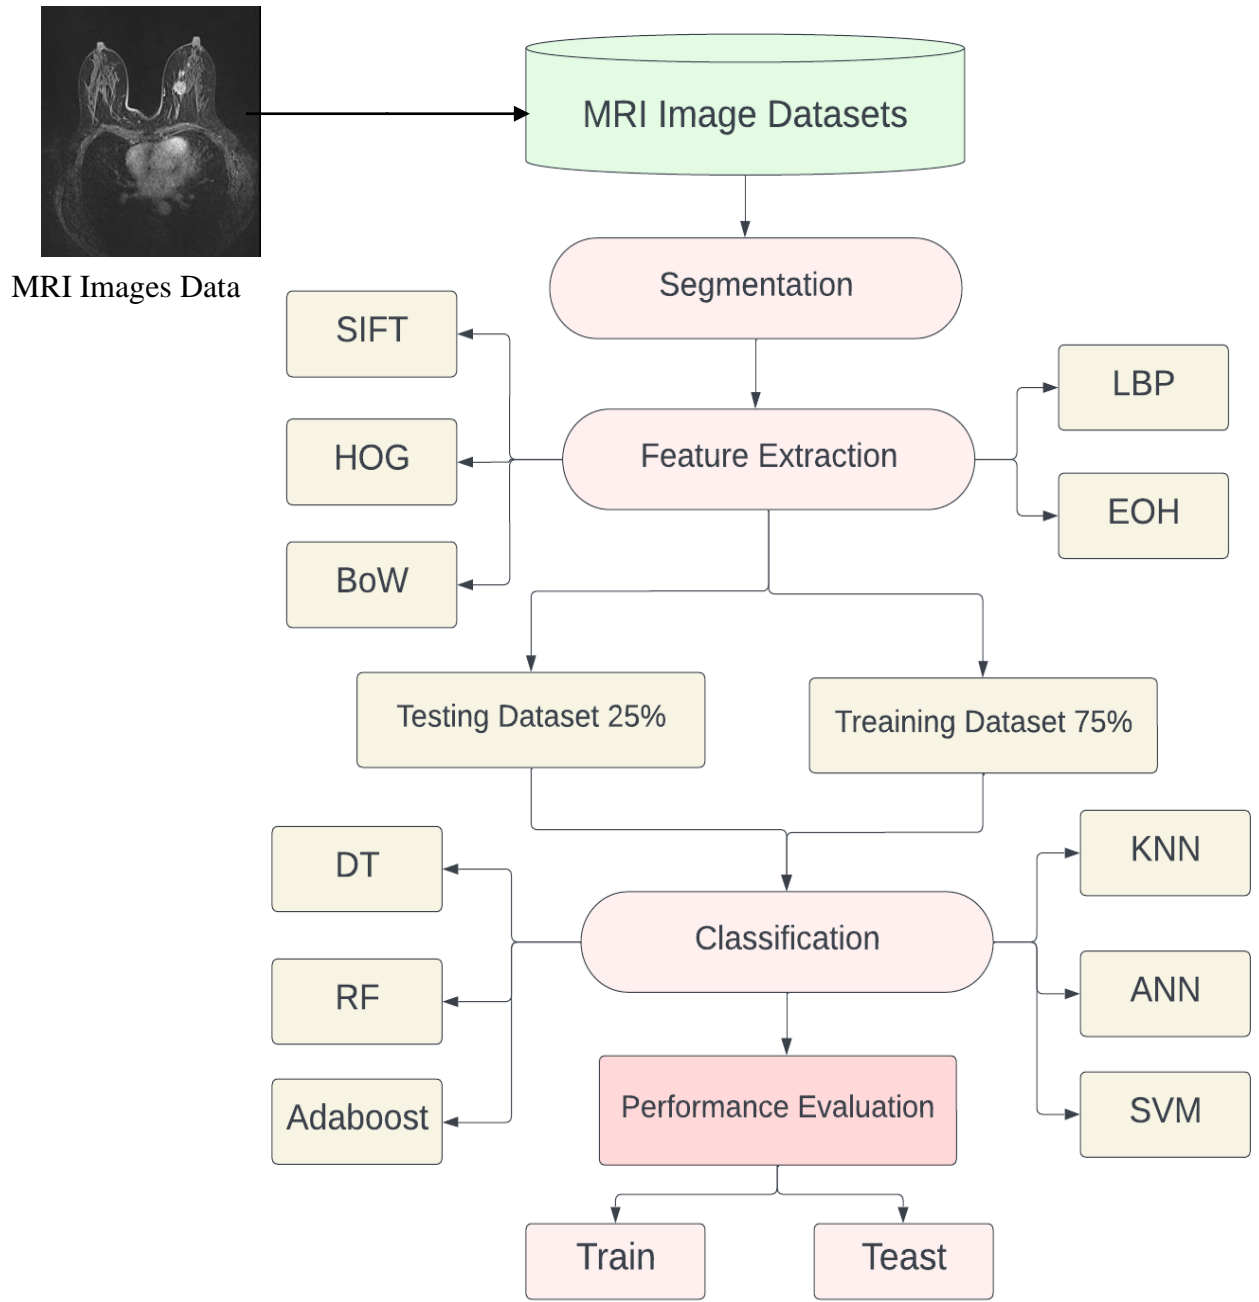 MRI Image Datasets
MRI Images Data
Segmentation
SIFT
HOG
BoW
Feature Extraction
LBP
EOH
Testing Dataset 25%
Treaining Dataset 75%
DT
RF
Adaboost
Classification
KNN
ANN
SVM
Performance Evaluation
Train
Teast